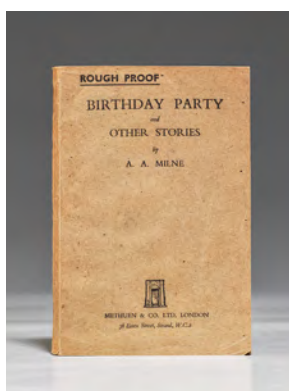 ROUGH PROOF
BIRTHDAY PARTY
and
OTHER STORIES
by
A. A. MILNE
METHUEN & CO. LTD. LONDON
36 Essex Street, Strand, W.C.2